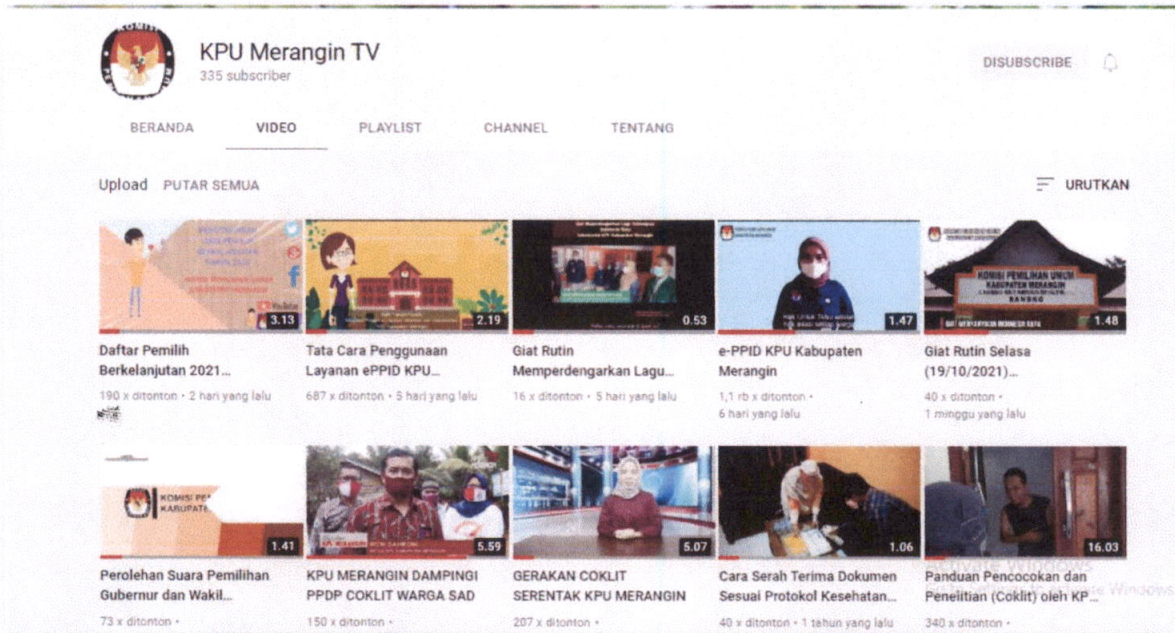 KPU Merangin TV
335 subscriber
DISUBSCRIBE
BERANDA
VIDEO
PLAYLIST
CHANNEL
TENTANG
Upload
PUTAR SEMUA
URUTKAN
3.13
2.19
0.53
1.47
KOMISI PEMILIHAN UMUM
KABUPATEN MERANGIN
BANGKO
1.48
Daftar Pemilih
Berkelanjutan 2021...
190 x ditonton • 2 hari yang lalu
Tata Cara Penggunaan
Layanan ePPID KPU...
687 x ditonton • 5 hari yang lalu
Giat Rutin
Memperdengarkan Lagu...
16 x ditonton • 5 hari yang lalu
e-PPID KPU Kabupaten
Merangin
1,1 rb x ditonton •
6 hari yang lalu
Giat Rutin Selasa
(19/10/2021)...
40 x ditonton •
1 minggu yang lalu
KOMISI PEM
KABUPATE
1.41
5.59
5.07
1.06
16.03
Perolehan Suara Pemilihan
Gubernur dan Wakil...
73 x ditonton •
KPU MERANGIN DAMPINGI
PPDP COKLIT WARGA SAD
150 x ditonton •
GERAKAN COKLIT
SERENTAK KPU MERANGIN
207 x ditonton •
Cara Serah Terima Dokumen
Sesuai Protokol Kesehatan...
40 x ditonton • 1 tahun yang lalu
Panduan Pencocokan dan
Penelitian (Coklit) oleh KP...
340 x ditonton •
Activate Windows